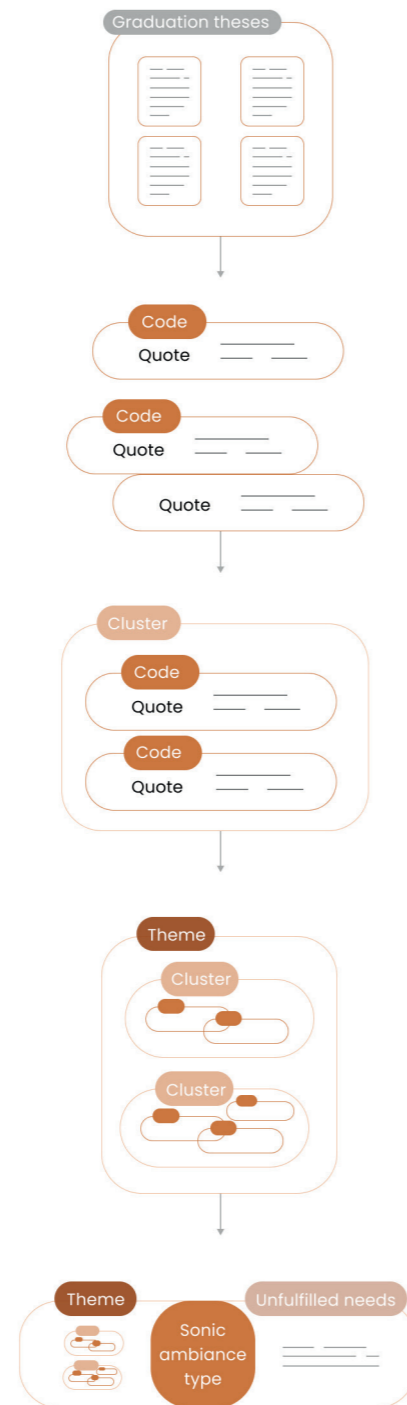 Graduation theses
Code
Quote
Code
Quote
Quote
Cluster
Code
Quote
Code
Quote
Theme
Cluster
Cluster
Theme
Unfulfilled needs
Sonic
ambiance
type